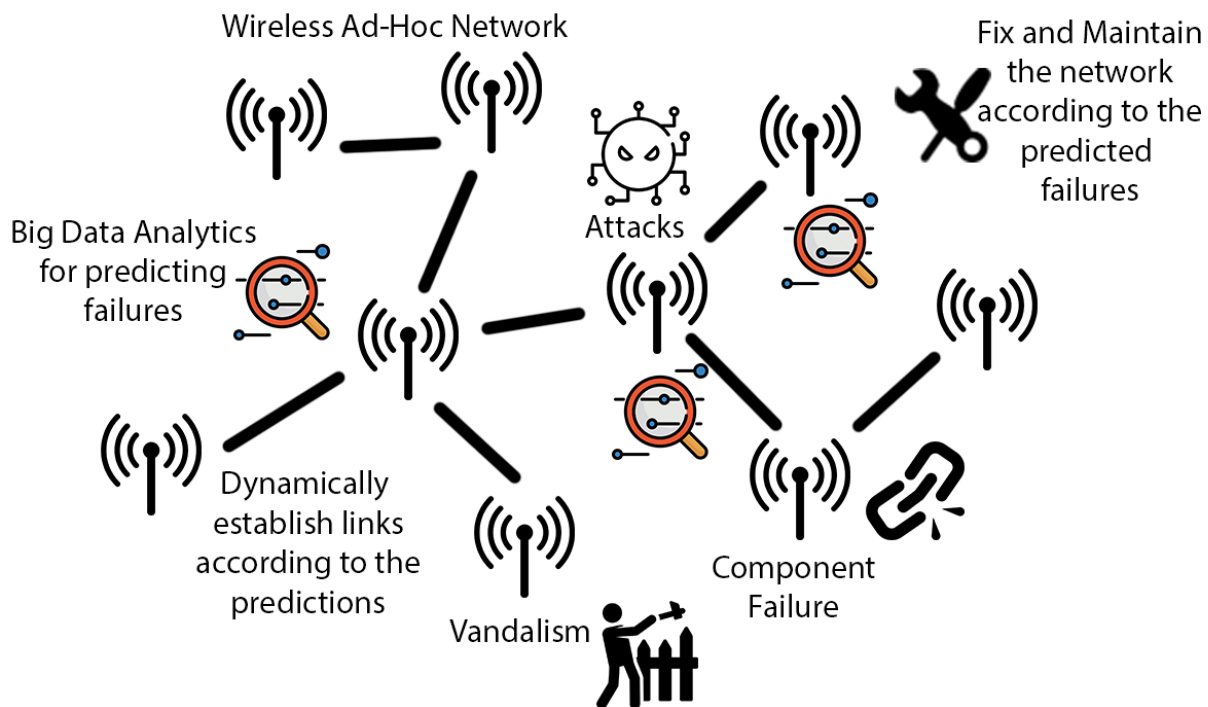 Wireless Ad-Hoc Network
Fix and Maintain
the network
according to the
predicted
failures
Attacks
Big Data Analytics
for predicting
failures
Dynamically
establish links
according to the
predictions
Component
Failure
Vandalism